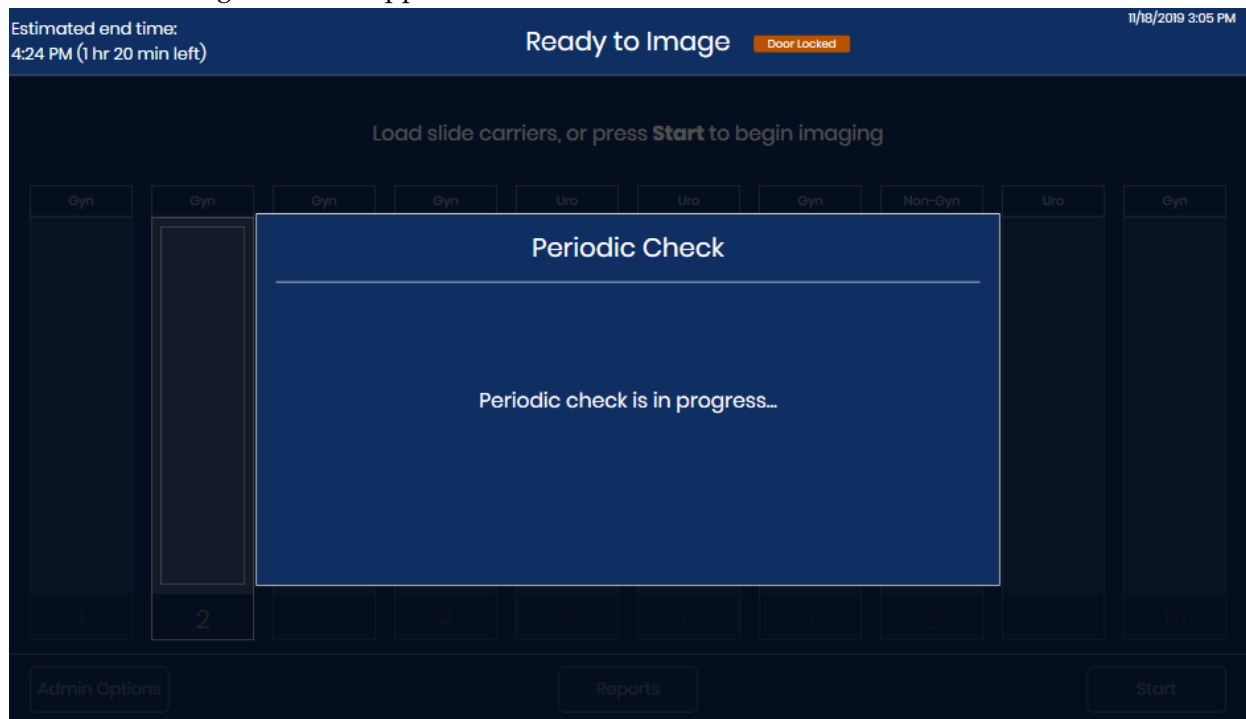 Estimated end time:
4:24 PM (1 hr 20 min left)
Ready to Image
Door Locked
11/18/2019 3:05 PM
Load slide carriers, or press Start to begin imaging
Gyn Gyn Gyn Gyn Uro Uro Gyn Non-Gyn Uro Gyn
Periodic Check
Periodic check is in progress...
1 2 3 4 5 6 7 8 9 10
Admin Options Reports Start